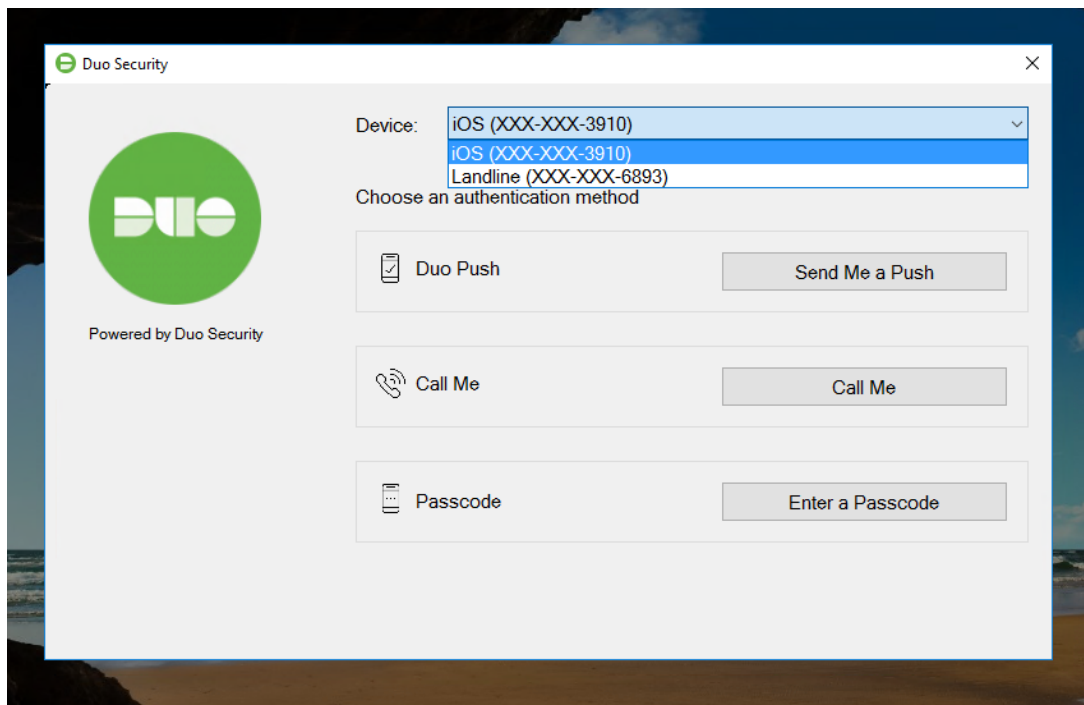 Duo Security
Device: iOS (XXX-XXX-3910)
iOS (XXX-XXX-3910)
Landline (XXX-XXX-6893)
Choose an authentication method
DUO
Powered by Duo Security
Duo Push Send Me a Push
Call Me Call Me
Passcode Enter a Passcode